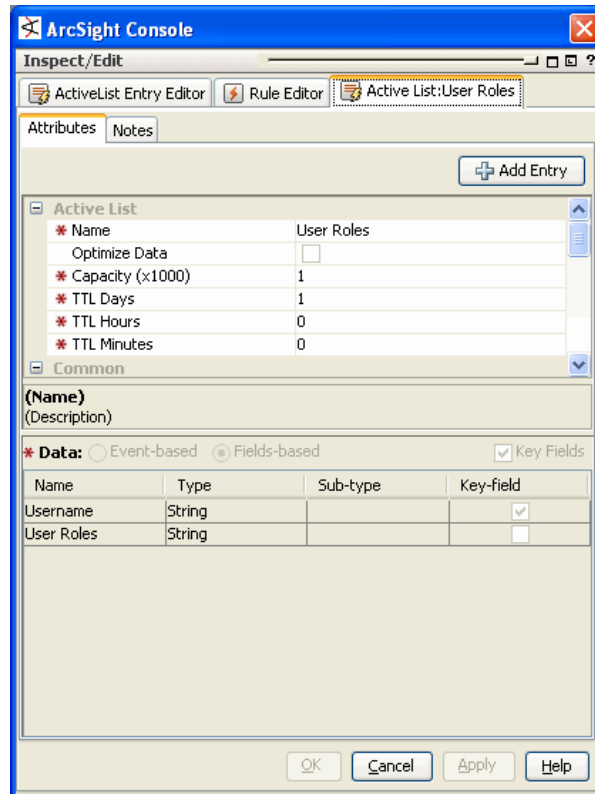 ArcSight Console
Inspect/Edit ?
ActiveList Entry Editor Rule Editor Active List:User Roles
Attributes Notes
Add Entry
Active List
* Name User Roles
Optimize Data
* Capacity (x1000) 1
* TTL Days 1
* TTL Hours 0
* TTL Minutes 0
Common
(Name)
(Description)
* Data: Event-based Fields-based Key Fields
Name Type Sub-type Key-field
Username String
User Roles String
OK Cancel Apply Help